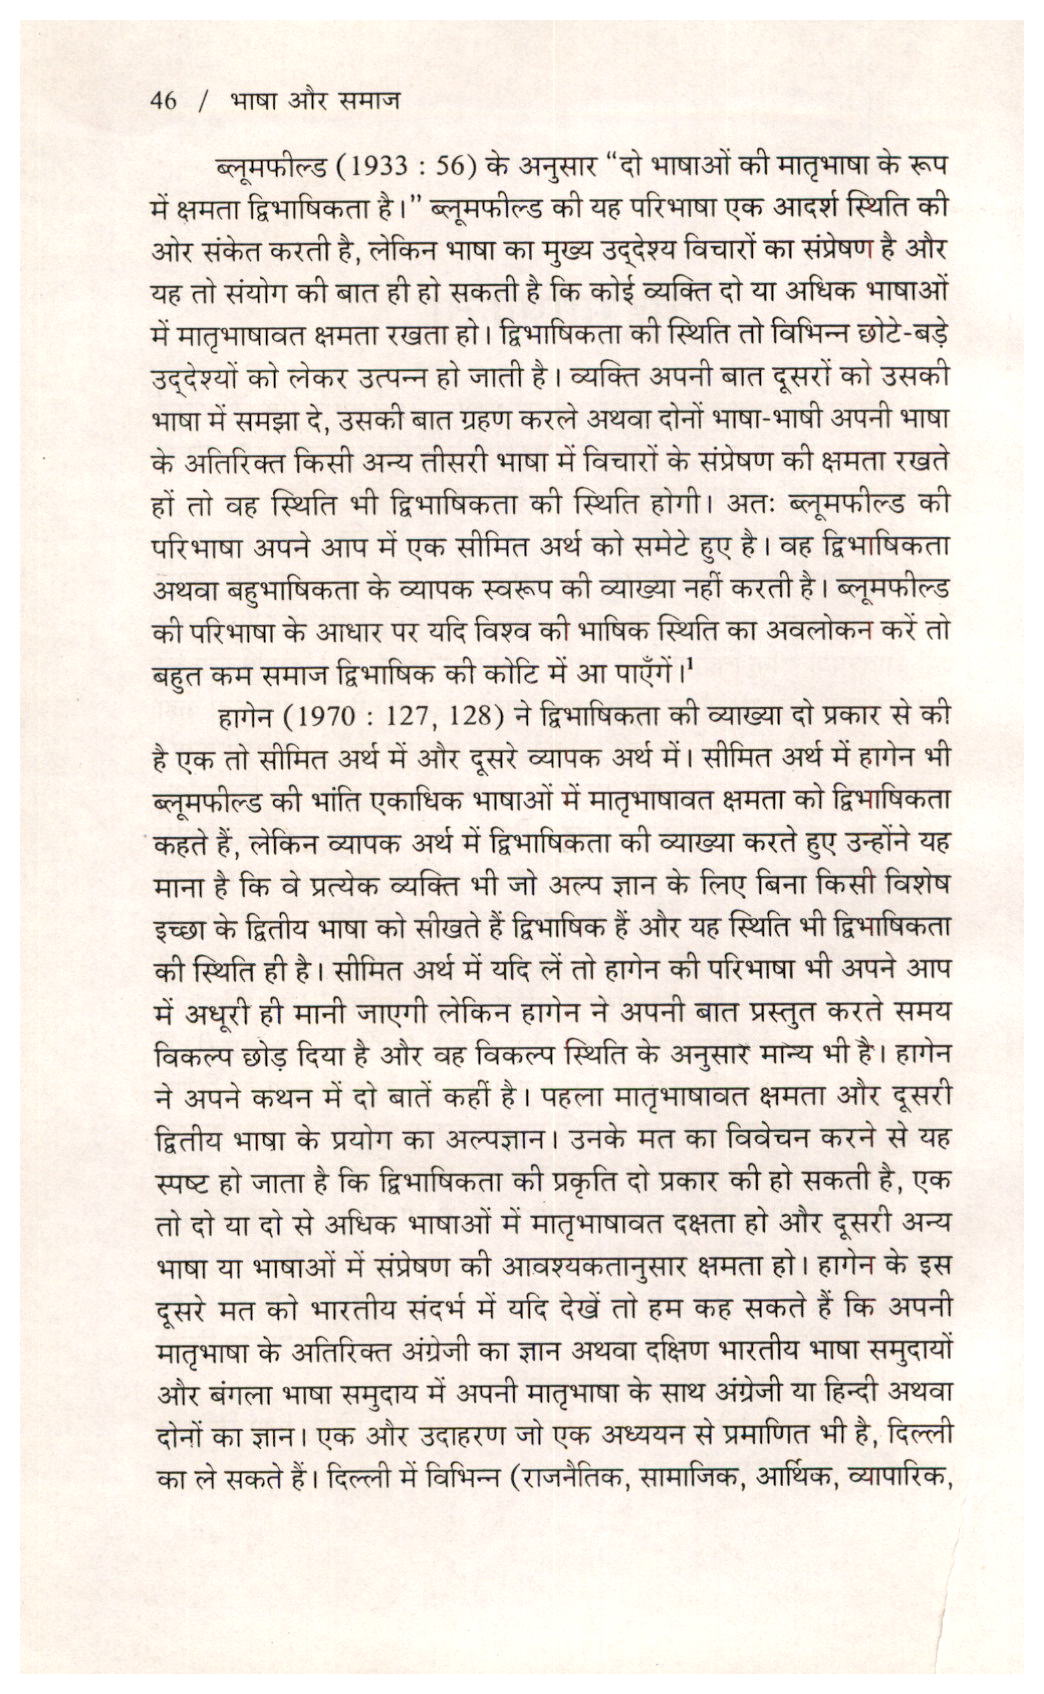 46 / भाषा और समाज
ब्लूमफील्ड (1933 : 56) के अनुसार “दो भाषाओं की मातृभाषा के रूप
में क्षमता द्विभाषिकता है।” ब्लूमफील्ड की यह परिभाषा एक आदर्श स्थिति की
ओर संकेत करती है, लेकिन भाषा का मुख्य उद्‌देश्य विचारों का संप्रेषण है और
यह तो संयोग की बात ही हो सकती है कि कोई व्यक्ति दो या अधिक भाषाओं
में मातृभाषावत क्षमता रखता हो। द्विभाषिकता की स्थिति तो विभिन्न छोटे-बड़े
उद्‌देश्यों को लेकर उत्पन्न हो जाती है। व्यक्ति अपनी बात दूसरों को उसकी
भाषा में समझा दे, उसकी बात ग्रहण करले अथवा दोनों भाषा-भाषी अपनी भाषा
के अतिरिक्त किसी अन्य तीसरी भाषा में विचारों के संप्रेषण की क्षमता रखते
हों तो वह स्थिति भी द्विभाषिकता की स्थिति होगी। अतः ब्लूमफील्ड की
परिभाषा अपने आप में एक सीमित अर्थ को समेटे हुए है। वह द्विभाषिकता
अथवा बहुभाषिकता के व्यापक स्वरूप की व्याख्या नहीं करती है। ब्लूमफील्ड
की परिभाषा के आधार पर यदि विश्व की भाषिक स्थिति का अवलोकन करें तो
बहुत कम समाज द्विभाषिक की कोटि में आ पाएँगें।¹
हागेन (1970 : 127, 128) ने द्विभाषिकता की व्याख्या दो प्रकार से की
है एक तो सीमित अर्थ में और दूसरे व्यापक अर्थ में। सीमित अर्थ में हागेन भी
ब्लूमफील्ड की भांति एकाधिक भाषाओं में मातृभाषावत क्षमता को द्विभाषिकता
कहते हैं, लेकिन व्यापक अर्थ में द्विभाषिकता की व्याख्या करते हुए उन्होंने यह
माना है कि वे प्रत्येक व्यक्ति भी जो अल्प ज्ञान के लिए बिना किसी विशेष
इच्छा के द्वितीय भाषा को सीखते हैं द्विभाषिक हैं और यह स्थिति भी द्विभाषिकता
की स्थिति ही है। सीमित अर्थ में यदि लें तो हागेन की परिभाषा भी अपने आप
में अधूरी ही मानी जाएगी लेकिन हागेन ने अपनी बात प्रस्तुत करते समय
विकल्प छोड़ दिया है और वह विकल्प स्थिति के अनुसार मान्य भी है। हागेन
ने अपने कथन में दो बातें कहीं है। पहला मातृभाषावत क्षमता और दूसरी
द्वितीय भाषा के प्रयोग का अल्पज्ञान। उनके मत का विवेचन करने से यह
स्पष्ट हो जाता है कि द्विभाषिकता की प्रकृति दो प्रकार की हो सकती है, एक
तो दो या दो से अधिक भाषाओं में मातृभाषावत दक्षता हो और दूसरी अन्य
भाषा या भाषाओं में संप्रेषण की आवश्यकतानुसार क्षमता हो। हागेन के इस
दूसरे मत को भारतीय संदर्भ में यदि देखें तो हम कह सकते हैं कि अपनी
मातृभाषा के अतिरिक्त अंग्रेजी का ज्ञान अथवा दक्षिण भारतीय भाषा समुदायों
और बंगला भाषा समुदाय में अपनी मातृभाषा के साथ अंग्रेजी या हिन्दी अथवा
दोनों का ज्ञान। एक और उदाहरण जो एक अध्ययन से प्रमाणित भी है, दिल्ली
का ले सकते हैं। दिल्ली में विभिन्न (राजनैतिक, सामाजिक, आर्थिक, व्यापारिक,